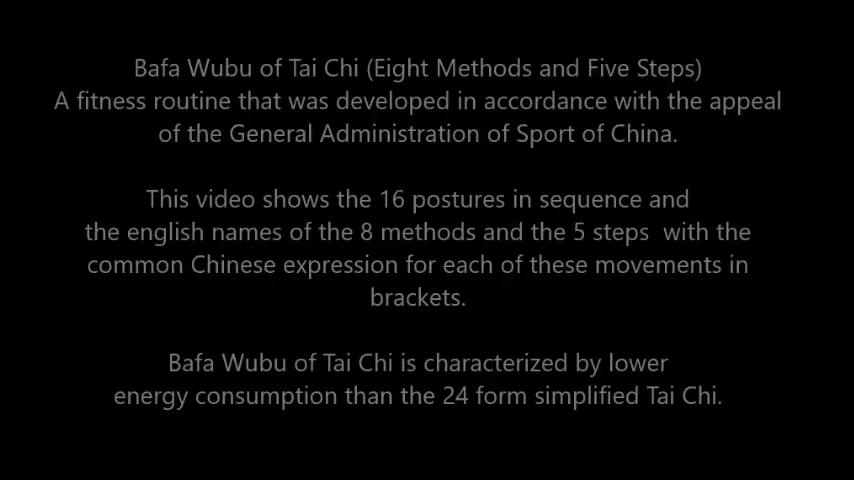 Bafa Wubu of Tai Chi (Eight Methods and Five Steps)
A fitness routine that was developed in accordance with the appeal
of the General Administration of Sport of China.
This video shows the 16 postures in sequence and
the english names of the 8 methods and the 5 steps  with the
common Chinese expression for each of these movements in
brackets.
Bafa Wubu of Tai Chi is characterized by lower
energy consumption than the 24 form simplified Tai Chi.